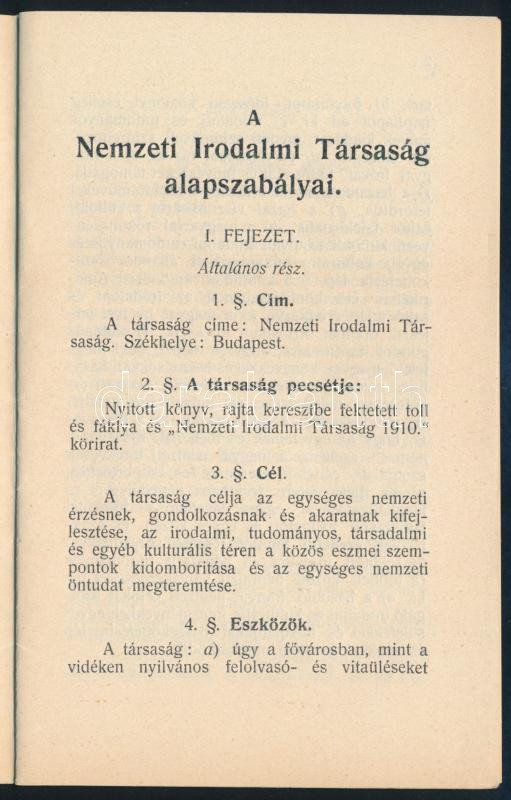 A
Nemzeti Irodalmi Társaság
alapszabályai.
I. FEJEZET.
Általános rész.
1. §. Cím.
A társaság címe: Nemzeti Irodalmi Tár-
saság. Székhelye: Budapest.
2. §. A társaság pecsétje:
Nyitott könyv, rajta keresztbe fektetett toll
és fáklya és „Nemzeti Irodalmi Társaság 1910.“
körirat.
3. §. Cél.
A társaság célja az egységes nemzeti
érzésnek, gondolkozásnak és akaratnak kifej-
lesztése, az irodalmi, tudományos, társadalmi
és egyéb kulturális téren a közös eszmei szem-
pontok kidomboritása és az egységes nemzeti
öntudat megteremtése.
4. §. Eszközök.
A társaság: a) úgy a fővárosban, mint a
vidéken nyilvános felolvasó- és vitaüléseket